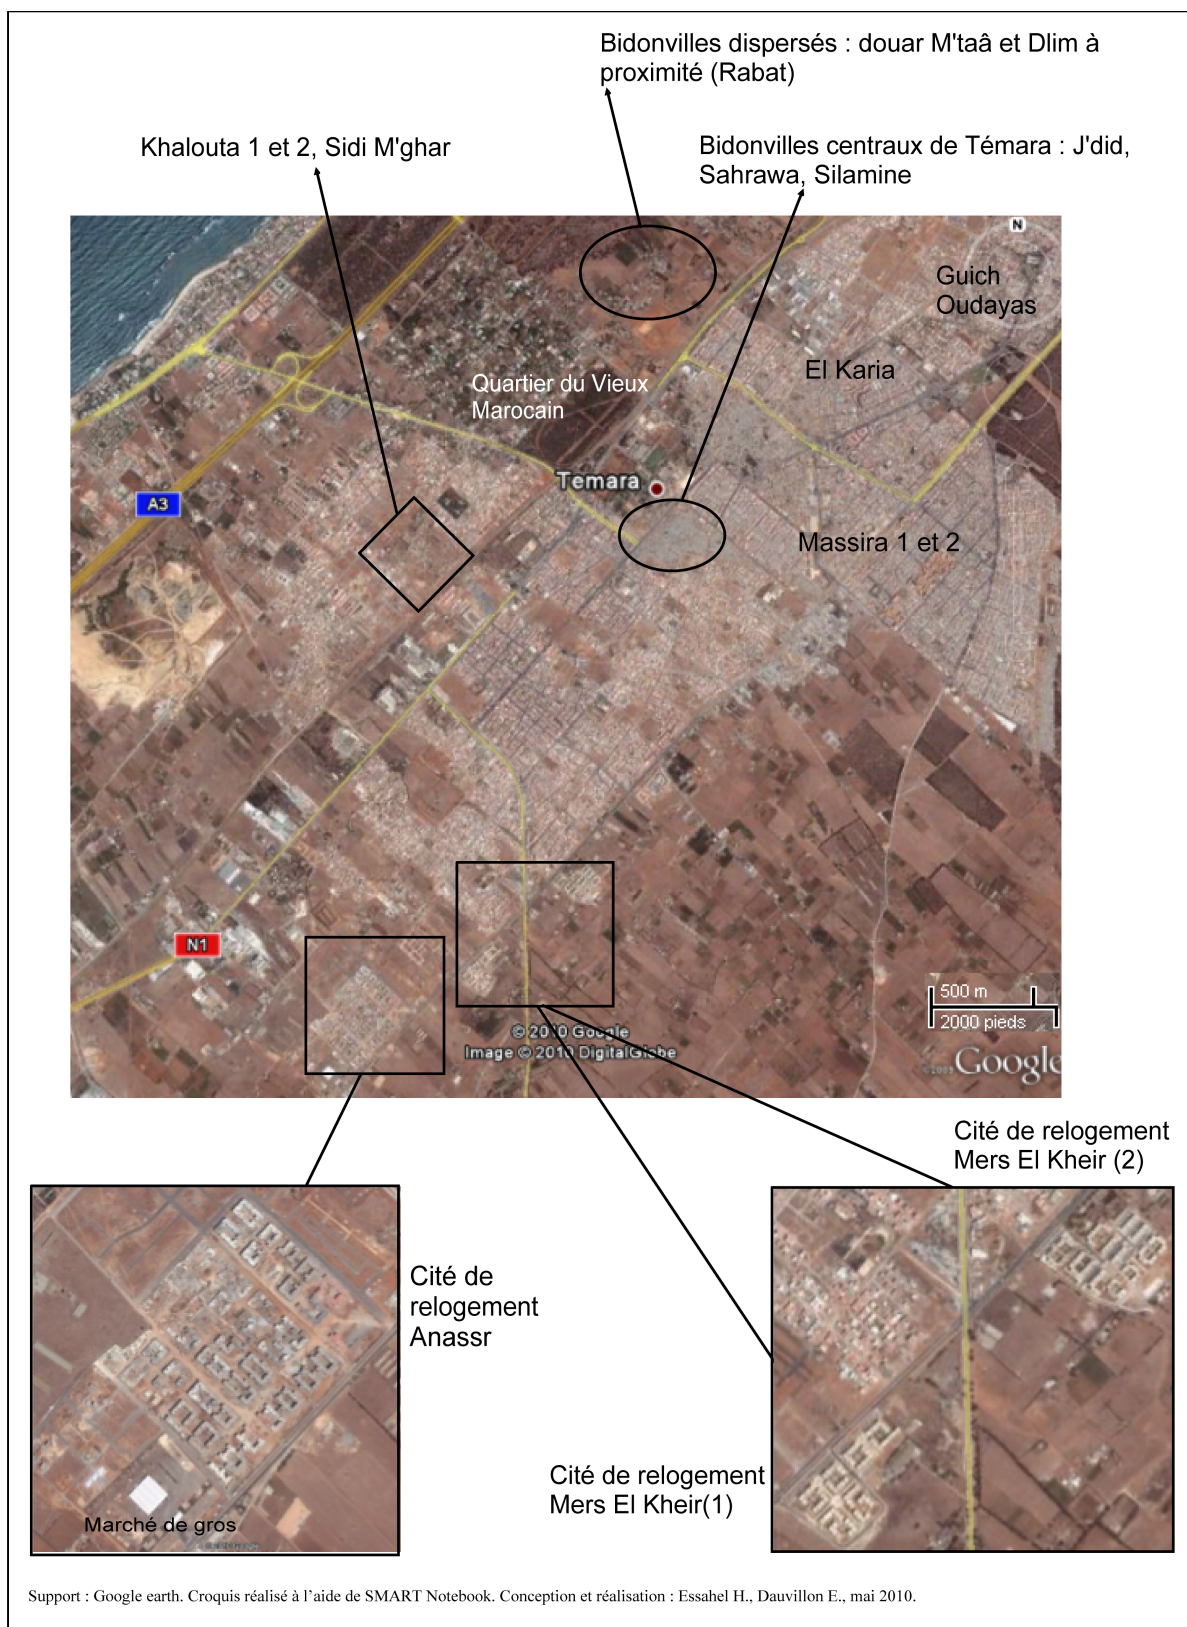 Bidonvilles dispersés : douar M'taâ et Dlim à
proximité (Rabat)
Khalouta 1 et 2, Sidi M'ghar
Bidonvilles centraux de Témara : J'did,
Sahrawa, Silamine
N
Guich
Oudayas
El Karia
Quartier du Vieux
Marocain
Temara
A3
Massira 1 et 2
N1
500 m
2000 pieds
© 2010 Google
Image © 2010 DigitalGlobe
Google
Cité de relogement
Mers El Kheir (2)
Cité de
relogement
Anassr
Cité de relogement
Mers El Kheir(1)
Marché de gros
Support : Google earth. Croquis réalisé à l'aide de SMART Notebook. Conception et réalisation : Essahel H., Dauvillon E., mai 2010.